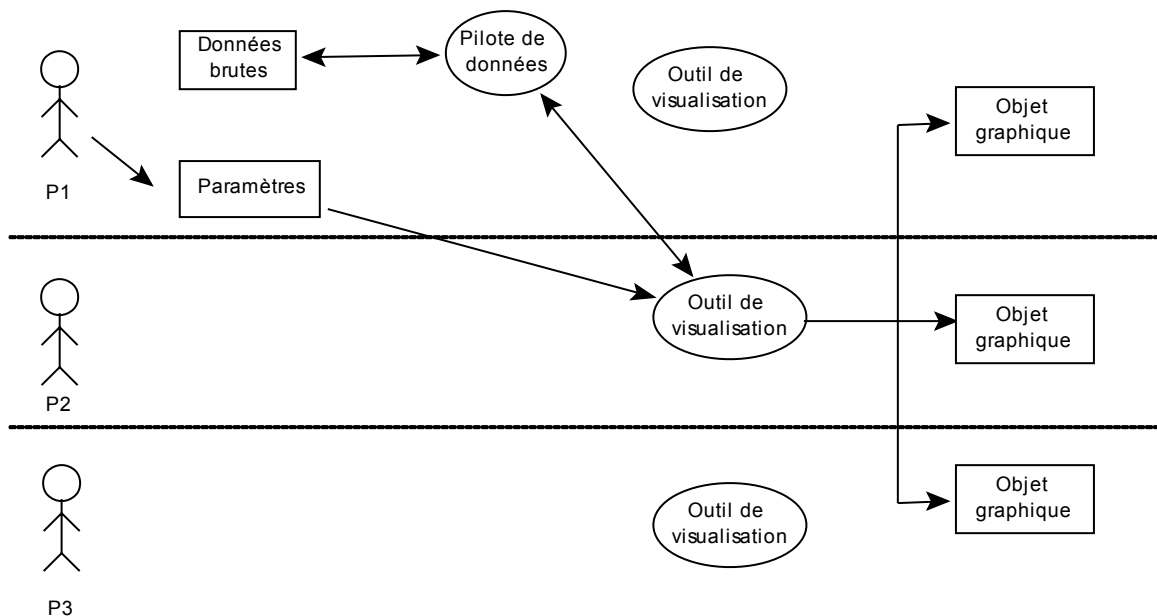 Données
brutes
Pilote de
données
Outil de
visualisation
Objet
graphique
P1
Paramètres
Outil de
visualisation
Objet
graphique
P2
Outil de
visualisation
Objet
graphique
P3